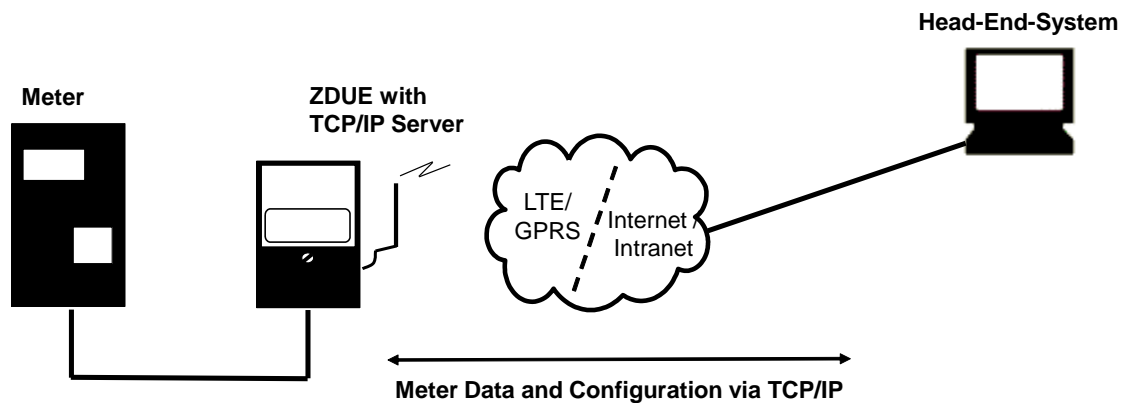 Head-End-System
Meter
ZDUE with
TCP/IP Server
LTE/
GPRS
Internet /
Intranet
Meter Data and Configuration via TCP/IP